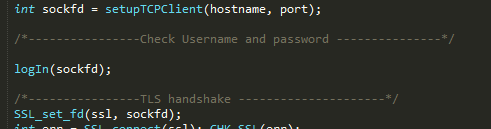 int sockfd = setupTCPClient(hostname, port);
/*----------------Check Username and password ---------------*/
logIn(sockfd);
/*----------------TLS handshake ---------------------*/
SSL_set_fd(ssl, sockfd);
int err = SSL_connect(ssl); CHK_SSL(err);